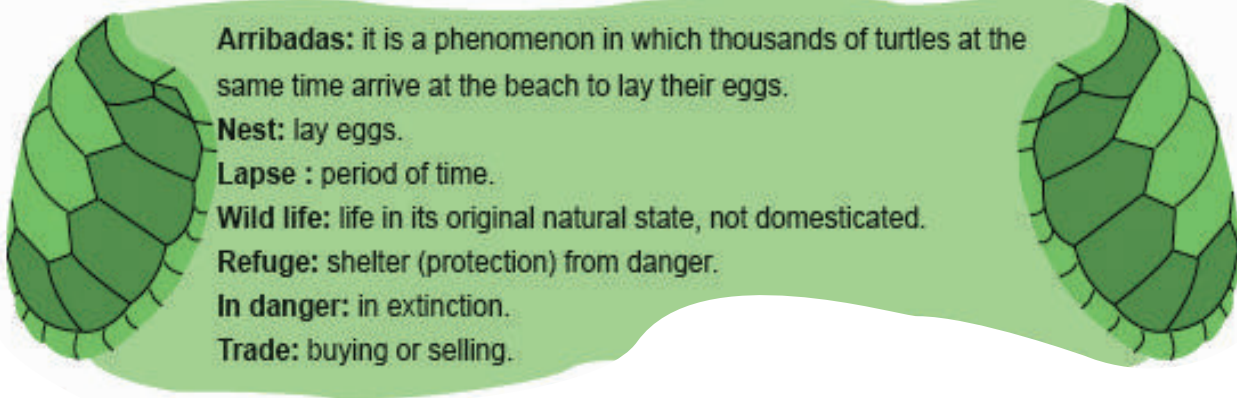 Arribadas: it is a phenomenon in which thousands of turtles at the
same time arrive at the beach to lay their eggs.
Nest: lay eggs.
Lapse : period of time.
Wild life: life in its original natural state, not domesticated.
Refuge: shelter (protection) from danger.
In danger: in extinction.
Trade: buying or selling.